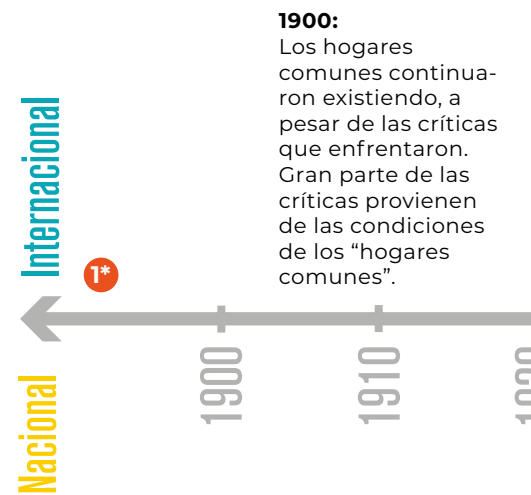 1900:
Los hogares
comunes continua-
ron existiendo, a
pesar de las críticas
que enfrentaron.
Gran parte de las
críticas provienen
de las condiciones
de los “hogares
comunes”.
Internacional
1*
1900
1910
Nacional